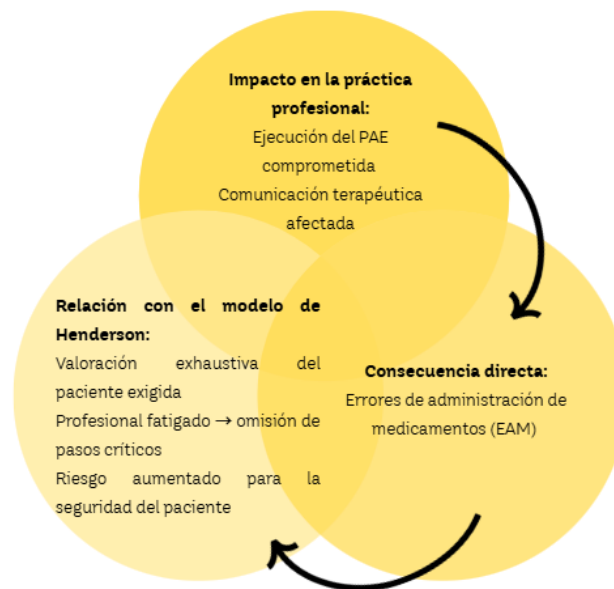 Impacto en la práctica
profesional:
Ejecución del PAE
comprometida
Comunicación terapéutica
afectada
Relación con el modelo de
Henderson:
Valoración exhaustiva del
paciente exigida
Profesional fatigado → omisión de
pasos críticos
Riesgo aumentado para la
seguridad del paciente
Consecuencia directa:
Errores de administración de
medicamentos (EAM)